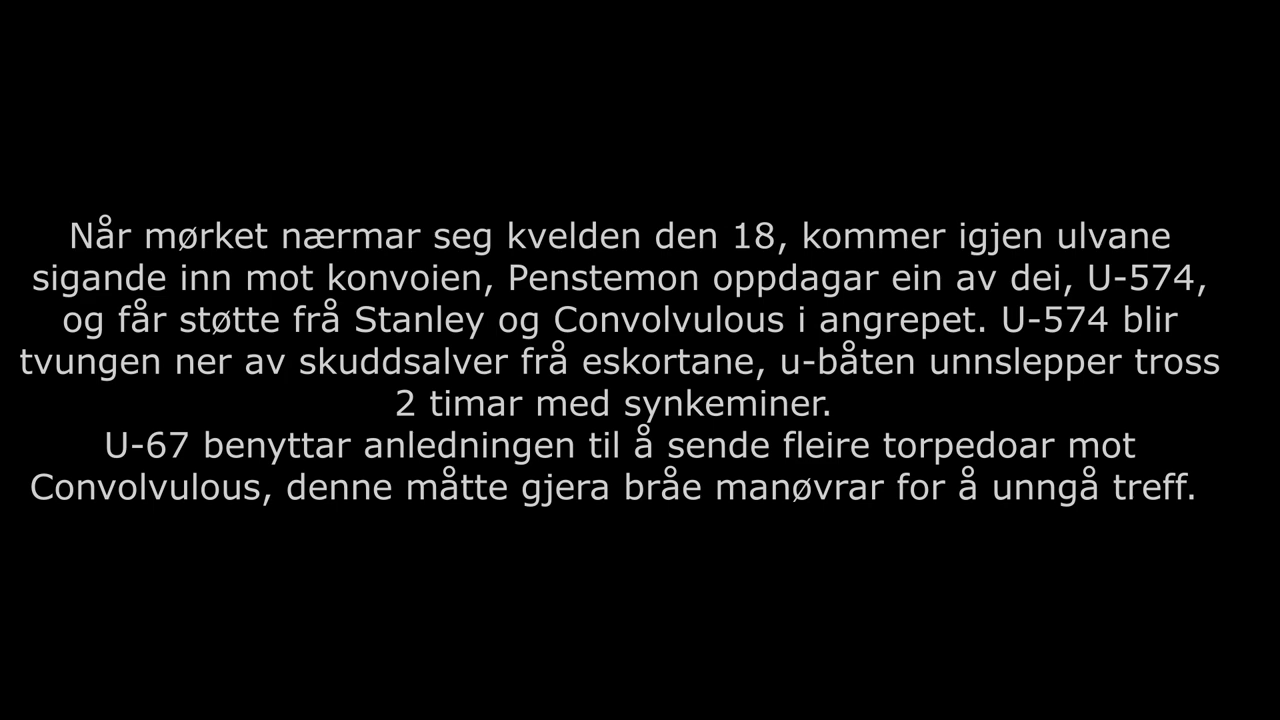 Når mørket nærmar seg kvelden den 18, kommer igjen ulvane
sigande inn mot konvoien, Penstemon oppdagar ein av dei, U-574,
og får støtte frå Stanley og Convolvulous i angrepet. U-574 blir
tvungen ner av skuddsalver frå eskortane, u-båten unnslepper tross
2 timar med synkeminer.
U-67 benyttar anledningen til å sende fleire torpedoar mot
Convolvulous, denne måtte gjera bråe manøvrar for å unngå treff.